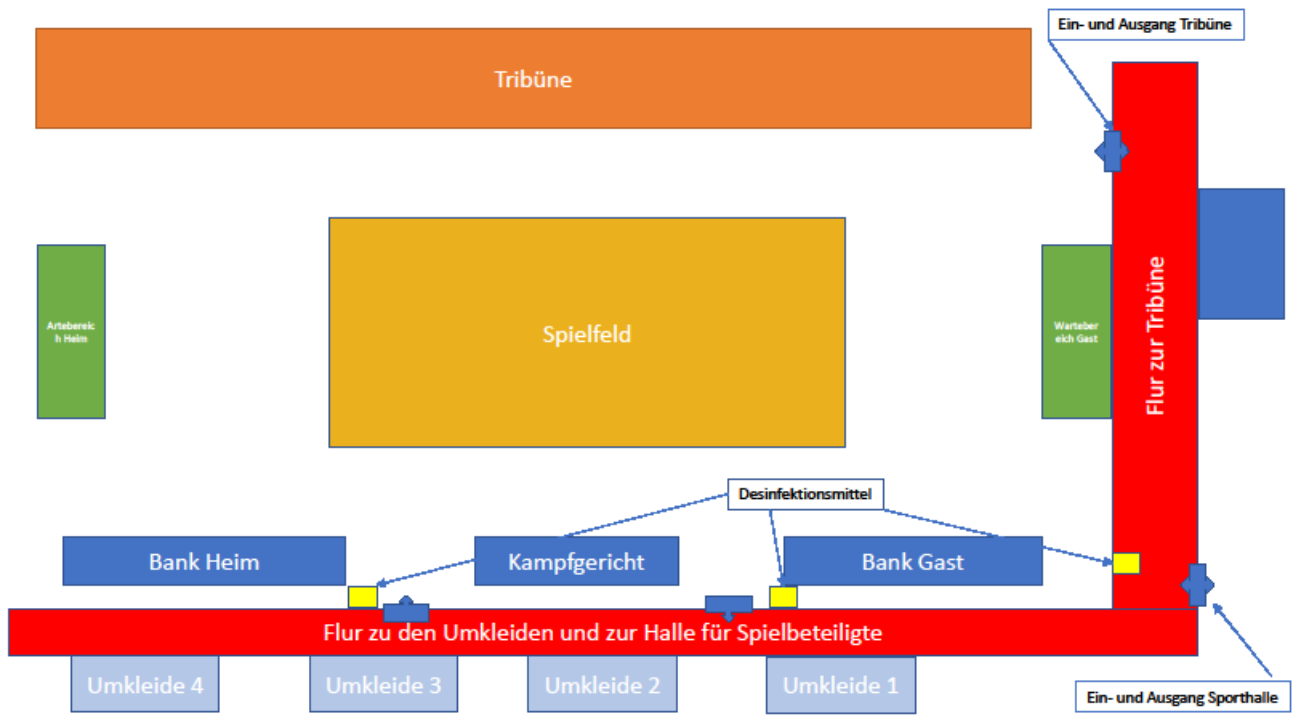 Ein- und Ausgang Tribüne
Tribüne
Artebereic
h Heim
Spielfeld
Warteber
eich Gast
Flur zur Tribüne
Desinfektionsmittel
Bank Heim
Kampfgericht
Bank Gast
Flur zu den Umkleiden und zur Halle für Spielbeteiligte
Umkleide 4
Umkleide 3
Umkleide 2
Umkleide 1
Ein- und Ausgang Sporthalle